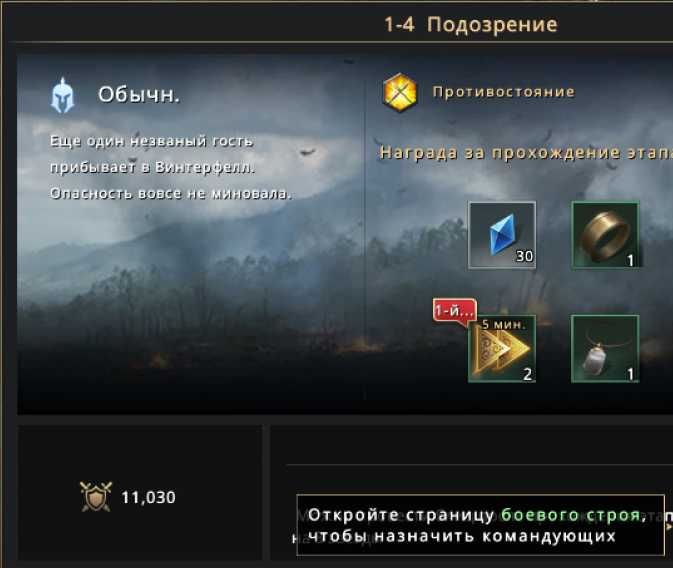 1-4 Подозрение
Обычн.
Еще один незваный гость
прибывает в Винтерфелл.
Опасность вовсе не миновала.
Противостояние
Награда за прохождение этапа
30
1
1-й...
5 мин.
2
1
11,030
Откройте страницу боевого строя,
чтобы назначить командующих